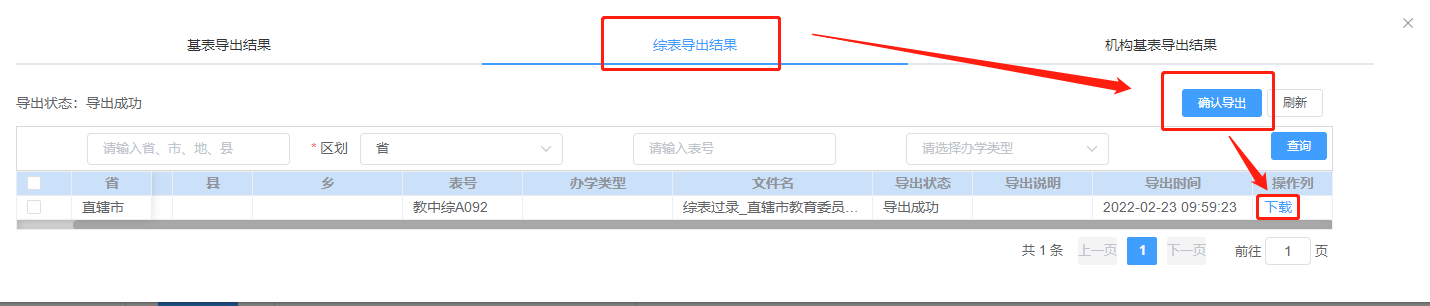 基表导出结果
综表导出结果
机构基表导出结果
导出状态：导出成功
确认导出
刷新
请输入省、市、地、县
* 区划
省
请输入表号
请选择办学类型
查询
省 县 乡 表号 办学类型 文件名 导出状态 导出说明 导出时间 操作列
直辖市 教中综A092 综表过录_直辖市教育委员... 导出成功 2022-02-23 09:59:23 下载
共 1 条 上一页 1 下一页 前往 1 页